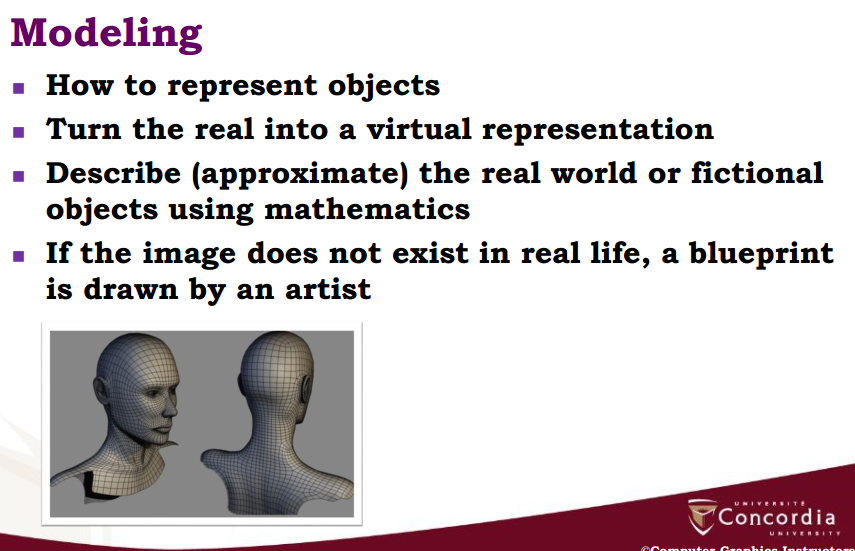 Modeling
▪ How to represent objects
▪ Turn the real into a virtual representation
▪ Describe (approximate) the real world or fictional
objects using mathematics
▪ If the image does not exist in real life, a blueprint
is drawn by an artist
UNIVERSITÉ
Concordia
UNIVERSITY
©Computer Graphics Instructors